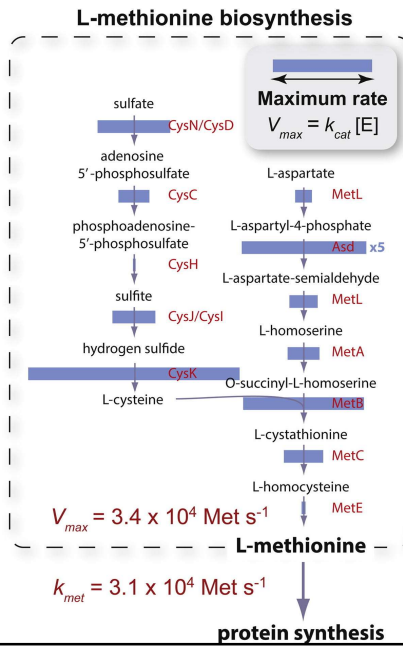 L-methionine biosynthesis
Maximum rate
Vmax = kcat [E]
sulfate
CysN/CysD
adenosine
5′-phosphosulfate
CysC
phosphoadenosine-
5′-phosphosulfate
CysH
sulfite
CysJ/CysI
hydrogen sulfide
CysK
L-cysteine
L-aspartate
MetL
L-aspartyl-4-phosphate
Asd x5
L-aspartate-semialdehyde
MetL
L-homoserine
MetA
O-succinyl-L-homoserine
MetB
L-cystathionine
MetC
L-homocysteine
MetE
Vmax = 3.4 x 10⁴ Met s⁻¹
L-methionine
kmet = 3.1 x 10⁴ Met s⁻¹
protein synthesis